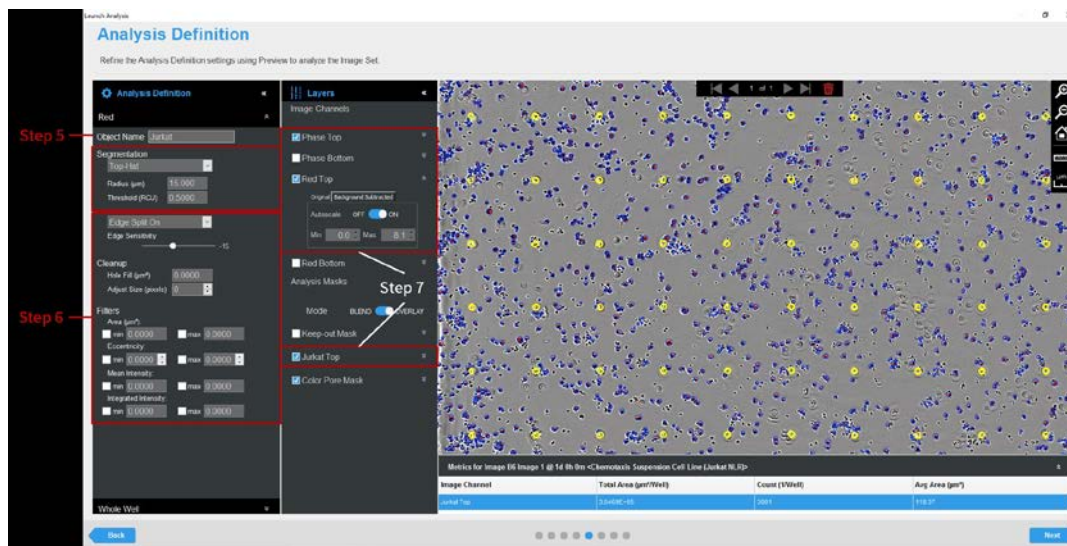 Launch Analysis
Analysis Definition
Refine the Analysis Definition settings using Preview to analyze the Image Set.
Analysis Definition
Red
Step 5
Object Name Jurkat
Segmentation
Top-Hat
Radius (µm) 15.000
Threshold (RCU) 0.5000
Edge Split On
Edge Sensitivity
-15
Cleanup
Hole Fill (µm²) 0.0000
Adjust Size (pixels) 0
Step 6
Filters
Area (µm²):
min 0.0000 max 0.0000
Eccentricity:
min 0.0000 max 0.0000
Mean Intensity:
min 0.0000 max 0.0000
Integrated Intensity:
min 0.0000 max 0.0000
Whole Well
Layers
Image Channels
Phase Top
Phase Bottom
Red Top
Original Background Subtracted
Autoscale OFF ON
Min 0.0 Max 8.1
Red Bottom
Analysis Masks
Step 7
Mode BLEND OVERLAY
Keep-out Mask
Jurkat Top
Color Pore Mask
1 of 1
Metrics for Image B6 Image 1 @ 1d 0h 0m <Chemotaxis Suspension Cell Line (Jurkat NLR)>
Image Channel Total Area (µm²/Well) Count (1/Well) Avg Area (µm²)
Jurkat Top
Back
Next